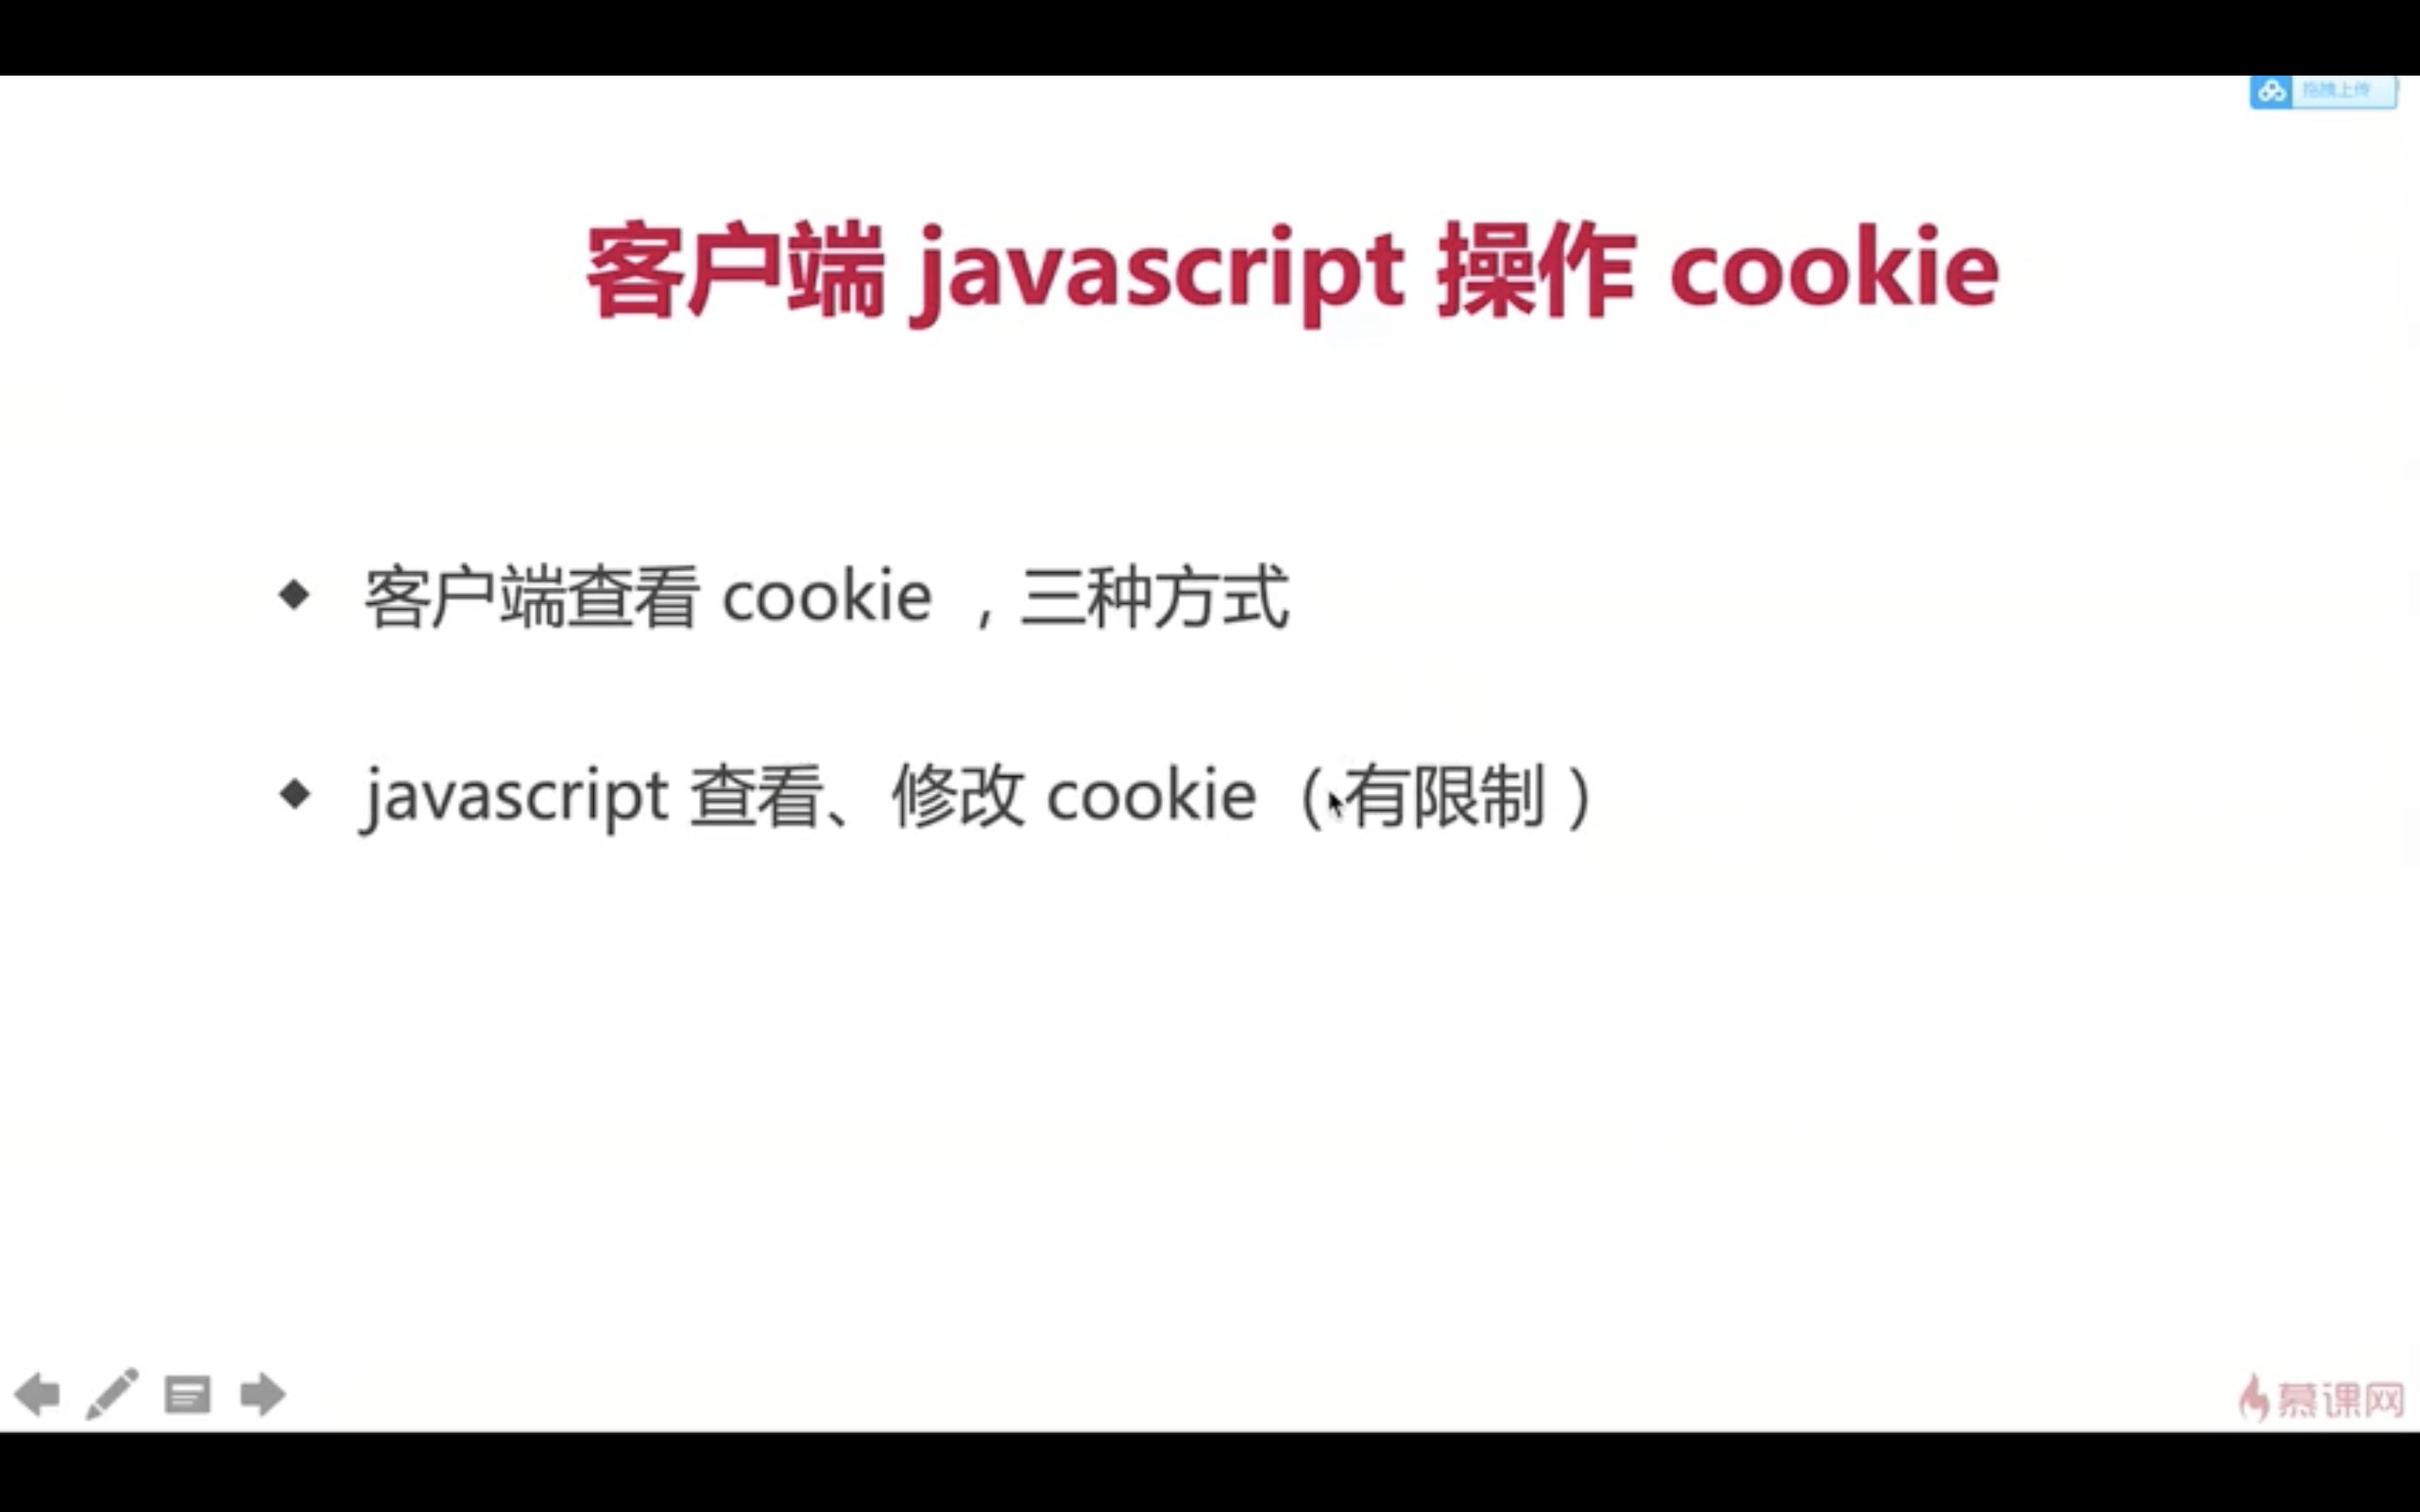 拖拽上传
客户端 javascript 操作 cookie
◆ 客户端查看 cookie ，三种方式
◆ javascript 查看、修改 cookie（有限制）
慕课网